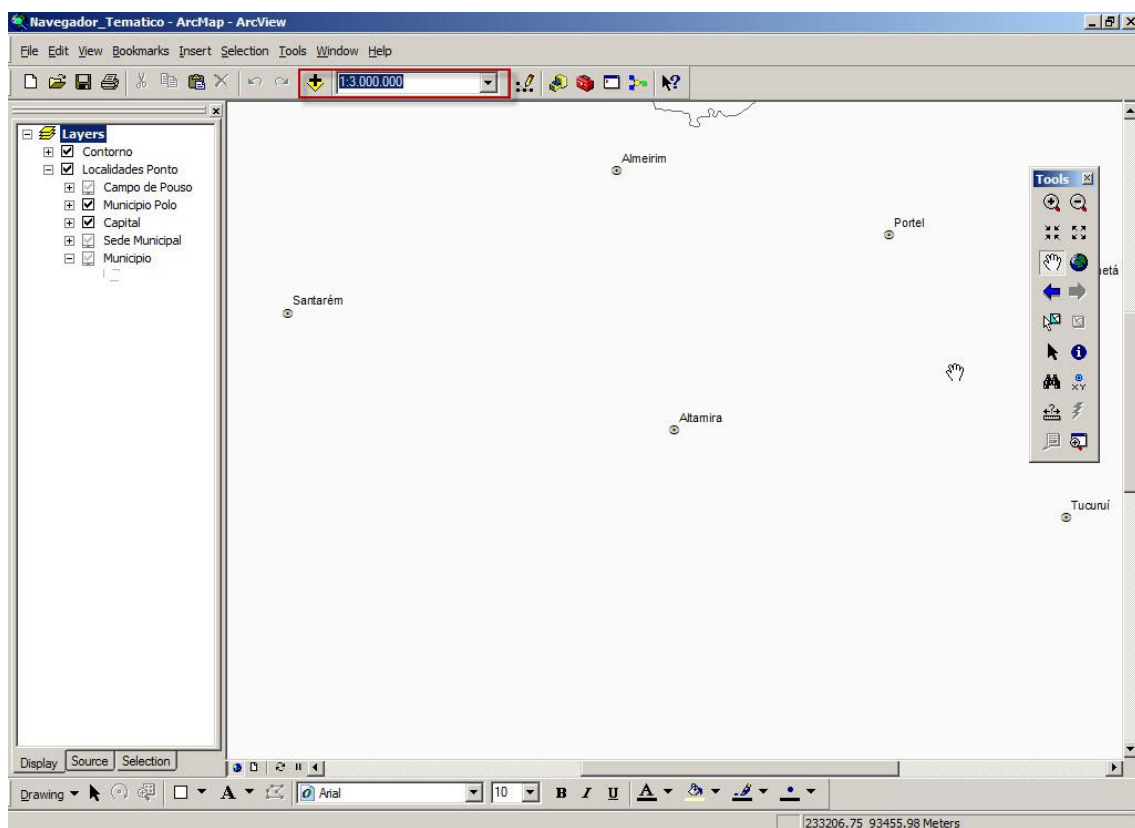 Navegador_Tematico - ArcMap - ArcView
File Edit View Bookmarks Insert Selection Tools Window Help
1:3.000.000
Layers
Contorno
Localidades Ponto
Campo de Pouso
Municipio Polo
Capital
Sede Municipal
Municipio
Almeirim
Portel
etá
Santarém
Altamira
Tucuruí
Tools
XY
Display Source Selection
Drawing A Arial 10 B I U A
233206,75 93455,98 Meters